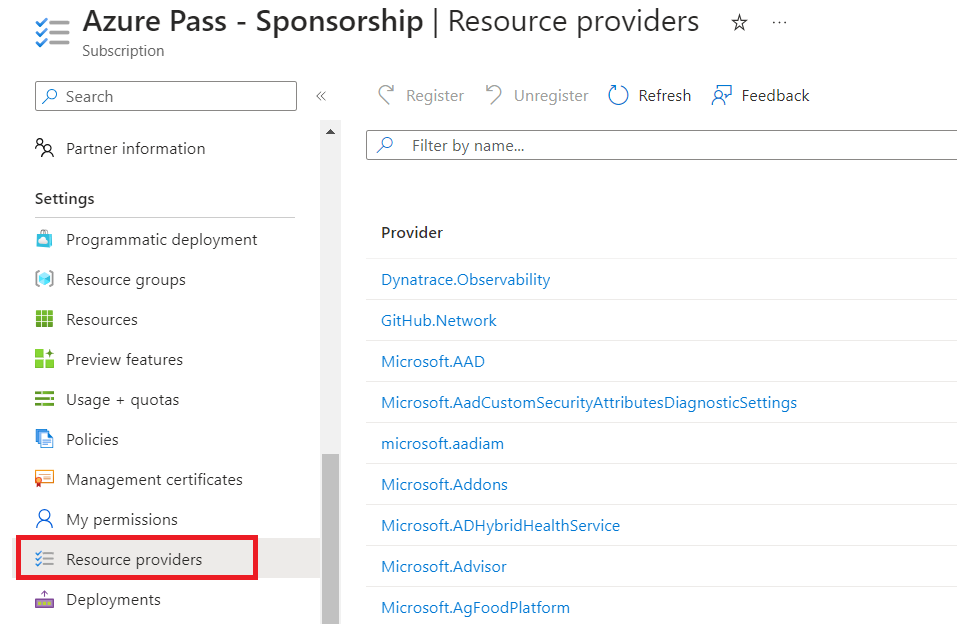 Azure Pass - Sponsorship | Resource providers
Subscription
Search
Partner information
Settings
Programmatic deployment
Resource groups
Resources
Preview features
Usage + quotas
Policies
Management certificates
My permissions
Resource providers
Deployments
Register Unregister Refresh Feedback
Filter by name...
Provider
Dynatrace.Observability
GitHub.Network
Microsoft.AAD
Microsoft.AadCustomSecurityAttributesDiagnosticSettings
microsoft.aadiam
Microsoft.Addons
Microsoft.ADHybridHealthService
Microsoft.Advisor
Microsoft.AgFoodPlatform